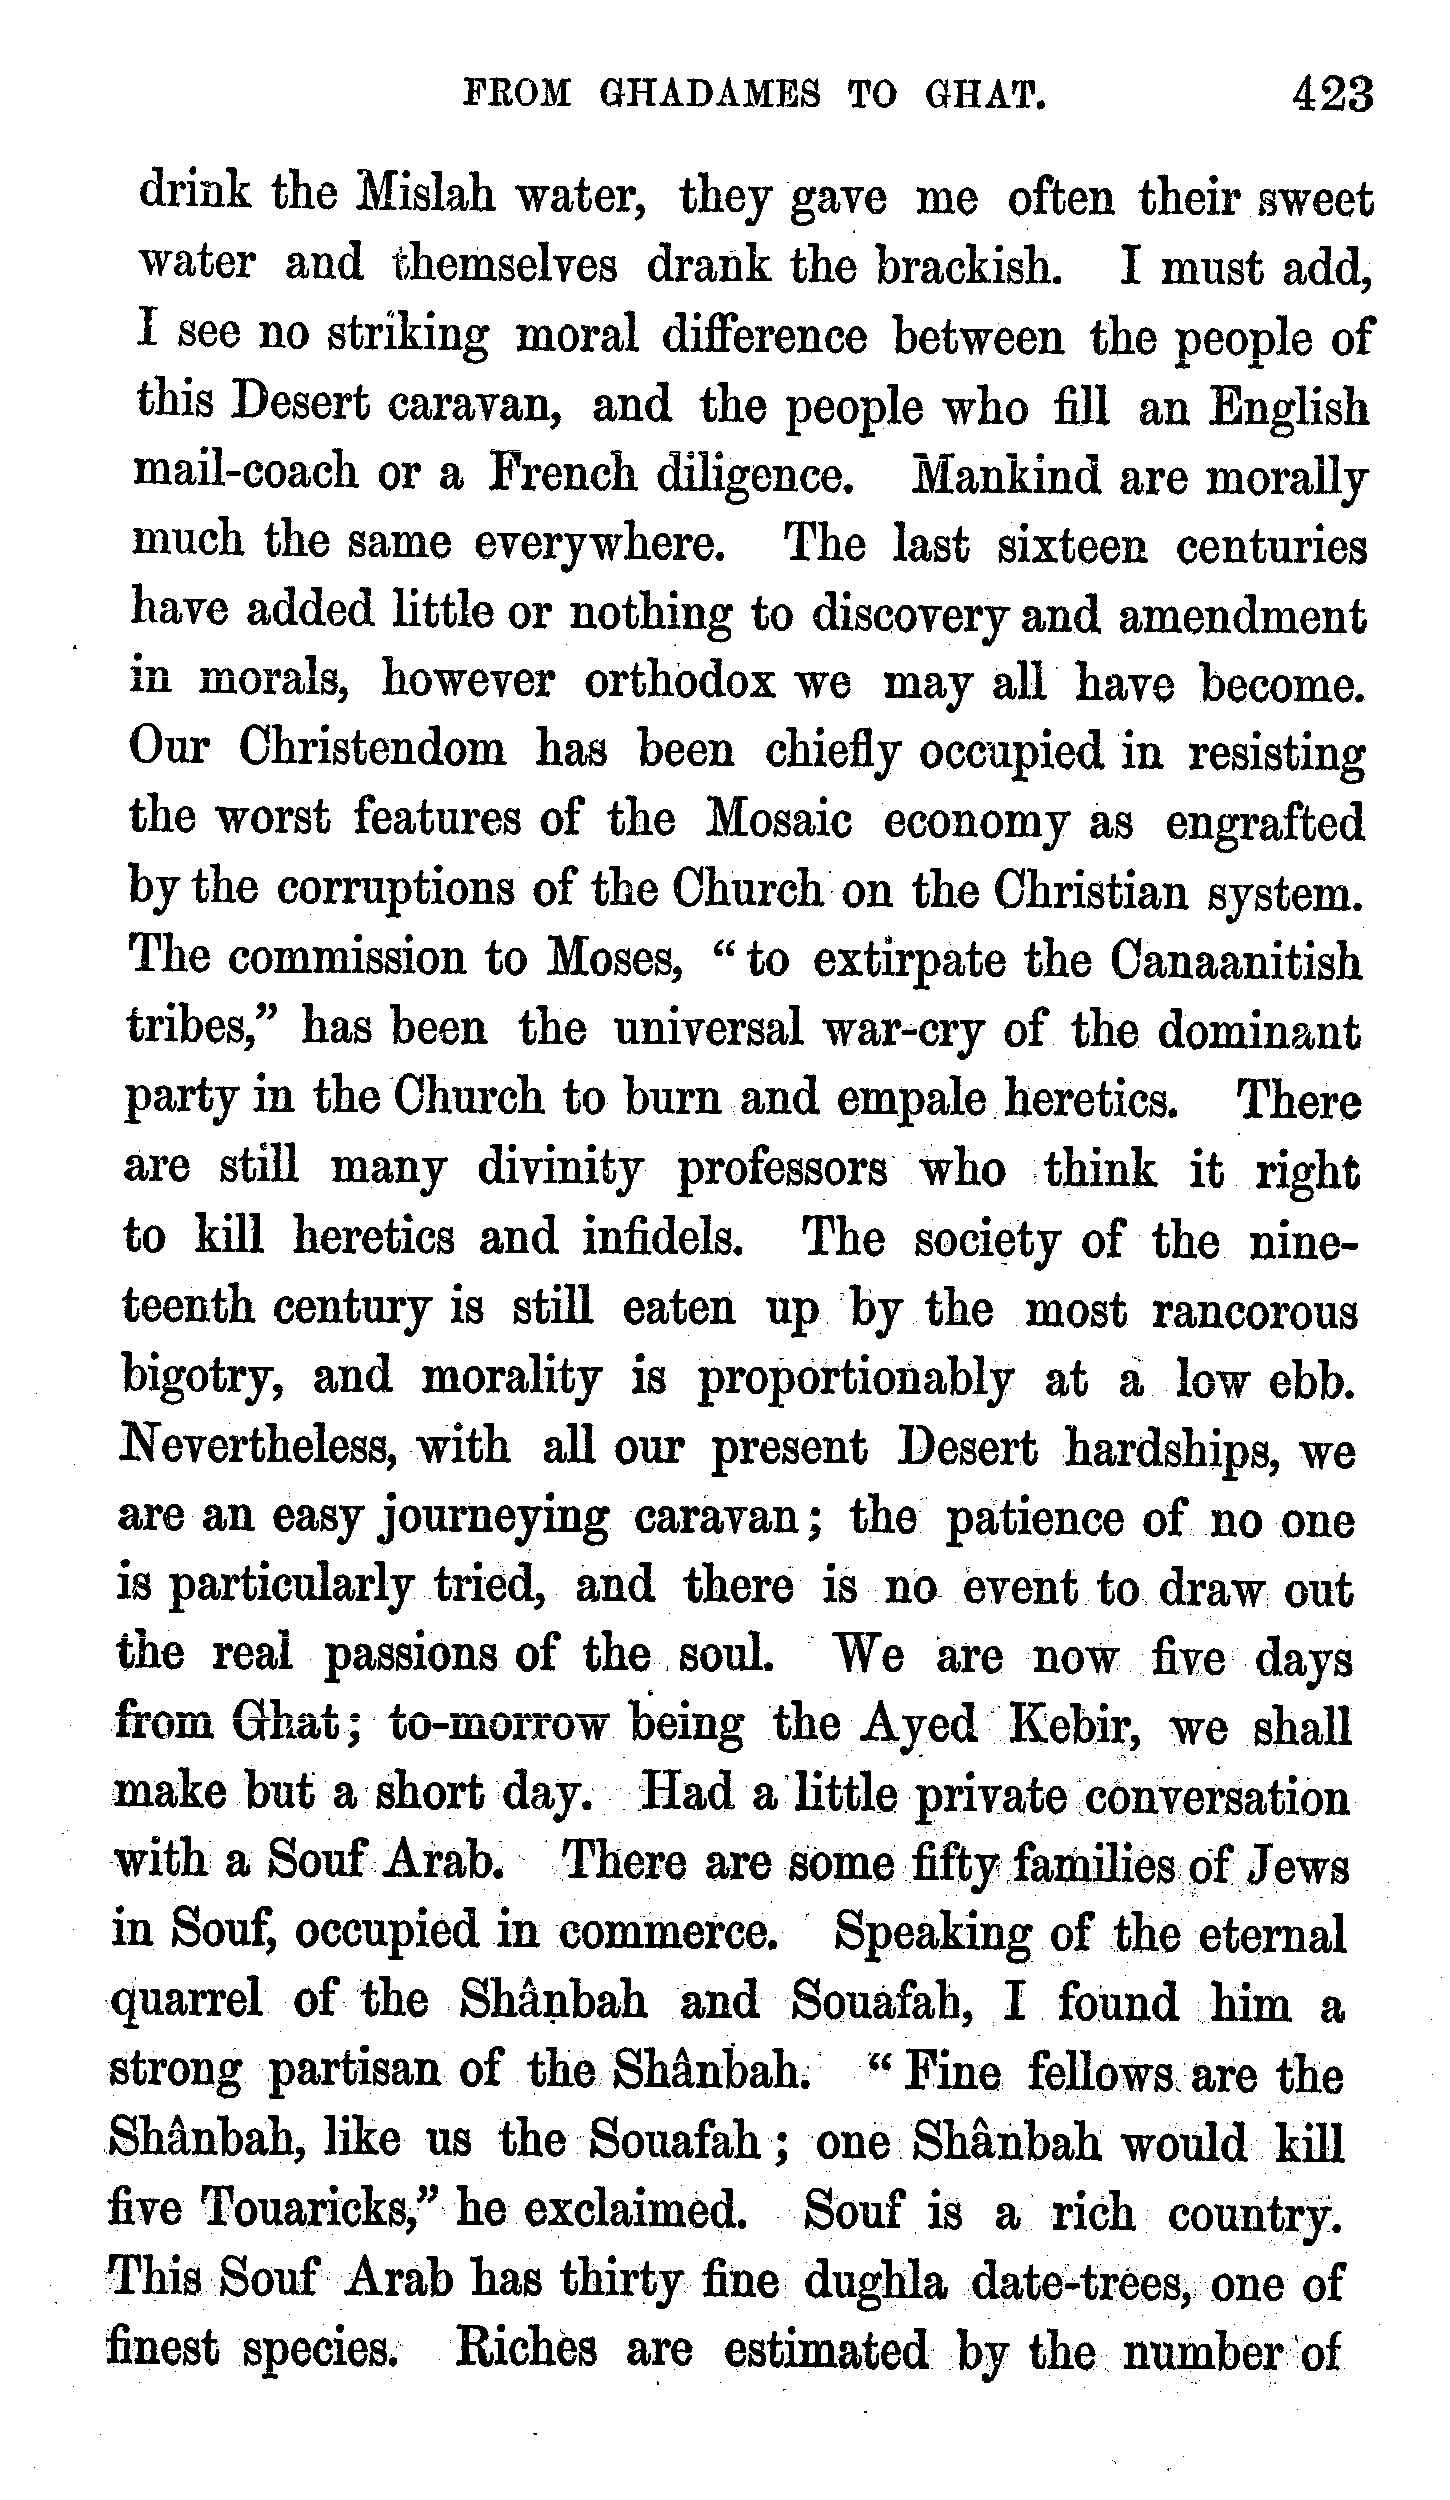 FROM GHADAMES TO GHAT. 423
drink the Mislah water, they gave me often their sweet
water and themselves drank the brackish. I must add,
I see no striking moral difference between the people of
this Desert caravan, and the people who fill an English
mail-coach or a French diligence. Mankind are morally
much the same everywhere. The last sixteen centuries
have added little or nothing to discovery and amendment
in morals, however orthodox we may all have become.
Our Christendom has been chiefly occupied in resisting
the worst features of the Mosaic economy as engrafted
by the corruptions of the Church on the Christian system.
The commission to Moses, “to extirpate the Canaanitish
tribes,” has been the universal war-cry of the dominant
party in the Church to burn and empale heretics. There
are still many divinity professors who think it right
to kill heretics and infidels. The society of the nine-
teenth century is still eaten up by the most rancorous
bigotry, and morality is proportionably at a low ebb.
Nevertheless, with all our present Desert hardships, we
are an easy journeying caravan; the patience of no one
is particularly tried, and there is no event to draw out
the real passions of the soul. We are now five days
from Ghat; to-morrow being the Ayed Kebir, we shall
make but a short day. Had a little private conversation
with a Souf Arab. There are some fifty families of Jews
in Souf, occupied in commerce. Speaking of the eternal
quarrel of the Shânbah and Souafah, I found him a
strong partisan of the Shânbah. “Fine fellows are the
Shânbah, like us the Souafah; one Shânbah would kill
five Touaricks,” he exclaimed. Souf is a rich country.
This Souf Arab has thirty fine dughla date-trees, one of
finest species. Riches are estimated by the number of